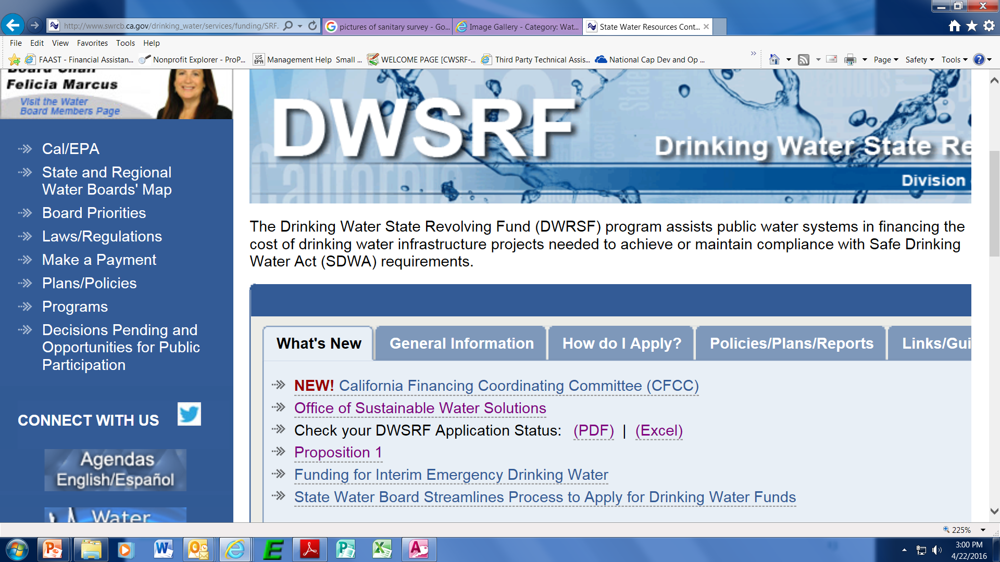 http://www.swrcb.ca.gov/drinking_water/services/funding/SRF.
pictures of sanitary survey - Go...
Image Gallery - Category: Wat...
State Water Resources Cont...
File Edit View Favorites Tools Help
FAAST - Financial Assistan...
Nonprofit Explorer - ProP...
US EPA
Management Help Small ...
WELCOME PAGE [CWSRF-...
Third Party Technical Assis...
National Cap Dev and Op ...
Page
Safety
Tools
Board Chair
Felicia Marcus
Visit the Water
Board Members Page
Cal/EPA
State and Regional
Water Boards' Map
Board Priorities
Laws/Regulations
Make a Payment
Plans/Policies
Programs
Decisions Pending and
Opportunities for Public
Participation
CONNECT WITH US
Agendas
English/Español
Water
DWSRF
Drinking Water State Re
Division
California
The Drinking Water State Revolving Fund (DWRSF) program assists public water systems in financing the
cost of drinking water infrastructure projects needed to achieve or maintain compliance with Safe Drinking
Water Act (SDWA) requirements.
What's New
General Information
How do I Apply?
Policies/Plans/Reports
Links/Gui
NEW! California Financing Coordinating Committee (CFCC)
Office of Sustainable Water Solutions
Check your DWSRF Application Status: (PDF) | (Excel)
Proposition 1
Funding for Interim Emergency Drinking Water
State Water Board Streamlines Process to Apply for Drinking Water Funds
225%
3:00 PM
4/22/2016